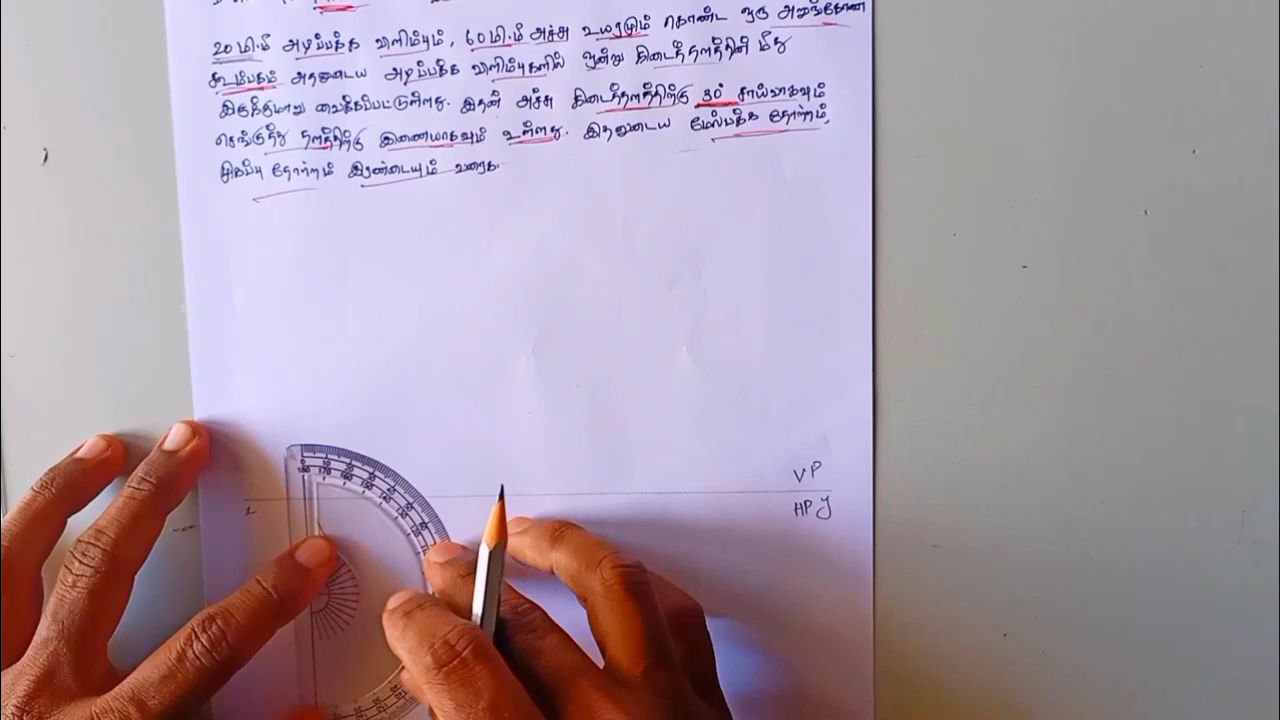 20 மி.மீ அடிப்பக்க விளிம்பும், 60 மி.மீ அச்சு உயரமும் கொண்ட ஒரு அறுங்கோண
கூம்பகம் அதனுடைய அடிப்பக்க விளிம்புகளில் ஒன்று கிடைத்தளத்தின் மீது
இருக்குமாறு வைக்கப்பட்டுள்ளது. இதன் அச்சு கிடைத்தளத்திற்கு 30° சாய்வாகவும்
செங்குத்து தளத்திற்கு இணையாகவும் உள்ளது. இதனுடைய மேல்பக்க தோற்றம்,
முகப்பு தோற்றம் இரண்டையும் வரைக.
VP
x HP y